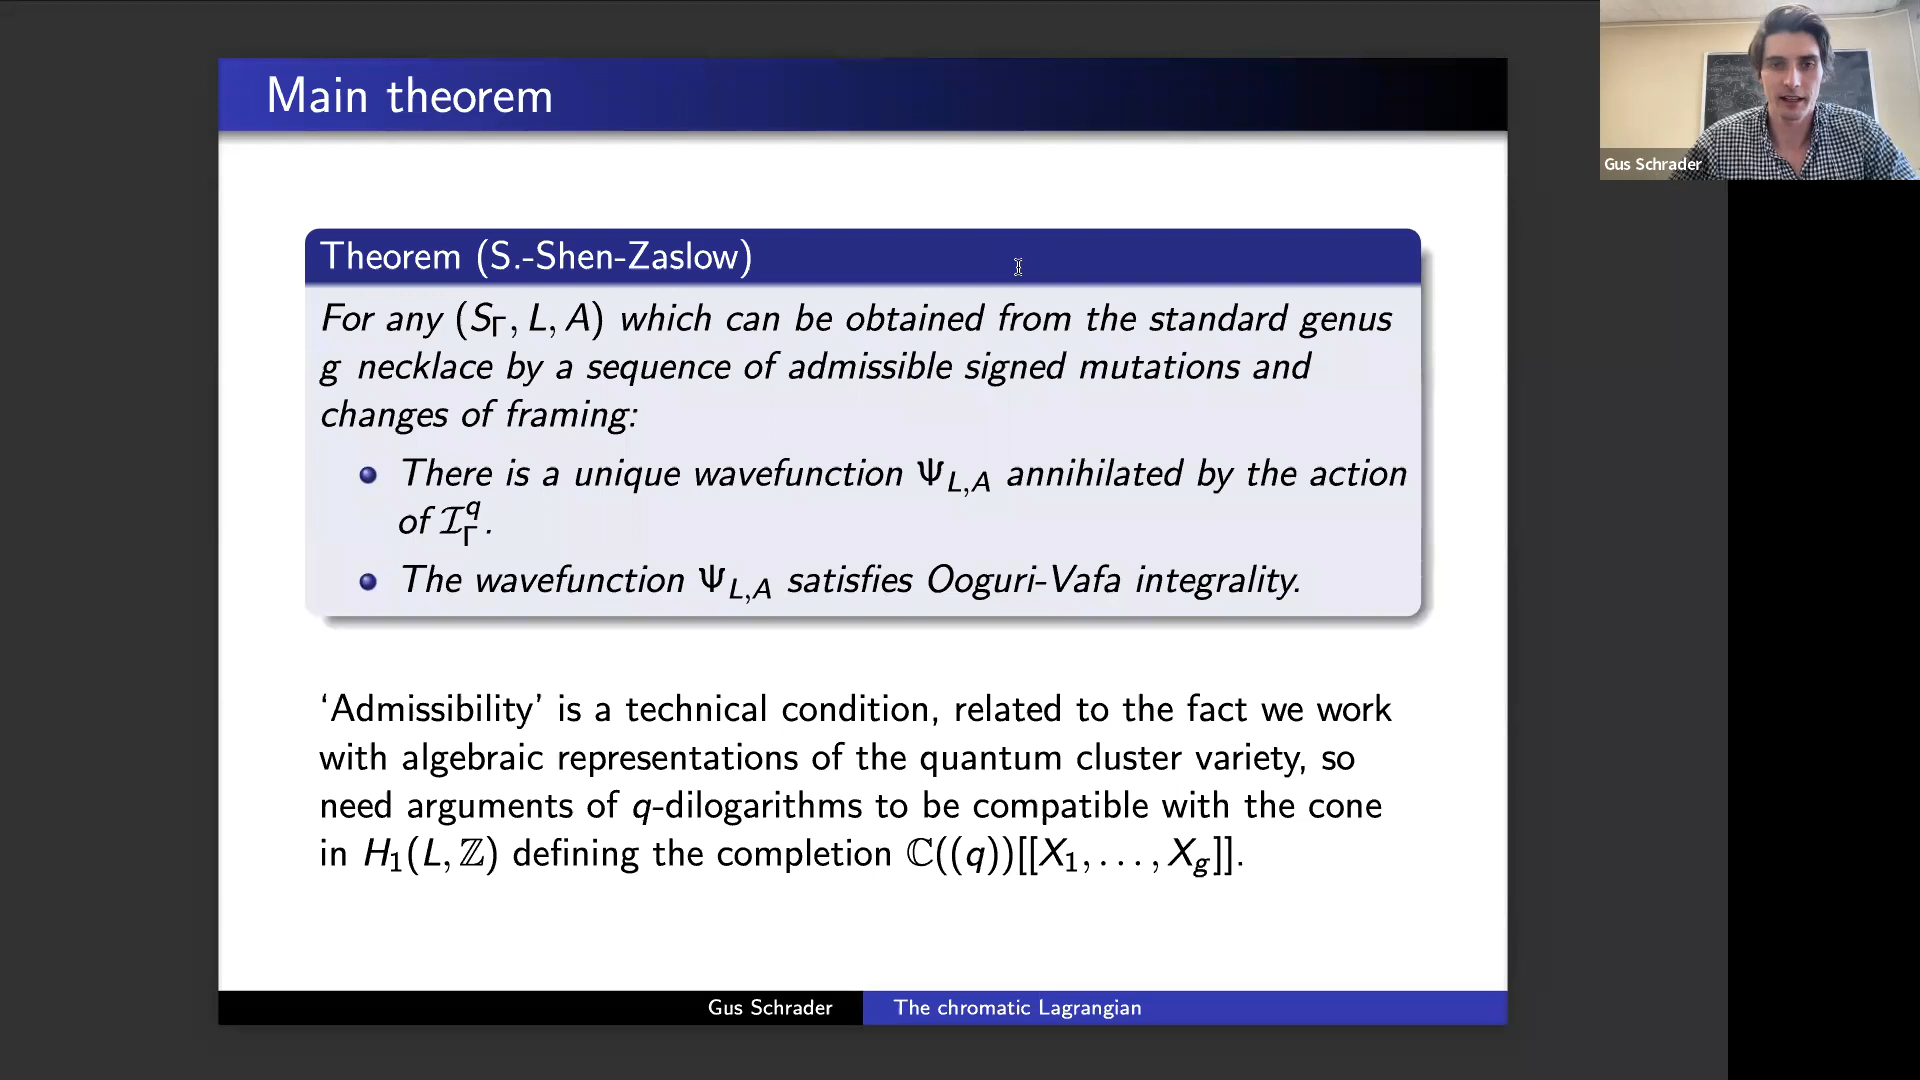 Main theorem
Gus Schrader
Theorem (S.-Shen-Zaslow)
For any (S_Γ, L, A) which can be obtained from the standard genus
g necklace by a sequence of admissible signed mutations and
changes of framing:
• There is a unique wavefunction Ψ_{L,A} annihilated by the action
of ℐ_Γ^q.
• The wavefunction Ψ_{L,A} satisfies Ooguri-Vafa integrality.
‘Admissibility’ is a technical condition, related to the fact we work
with algebraic representations of the quantum cluster variety, so
need arguments of q-dilogarithms to be compatible with the cone
in H₁(L, ℤ) defining the completion ℂ((q))[[X₁, . . . , X_g]].
Gus Schrader The chromatic Lagrangian